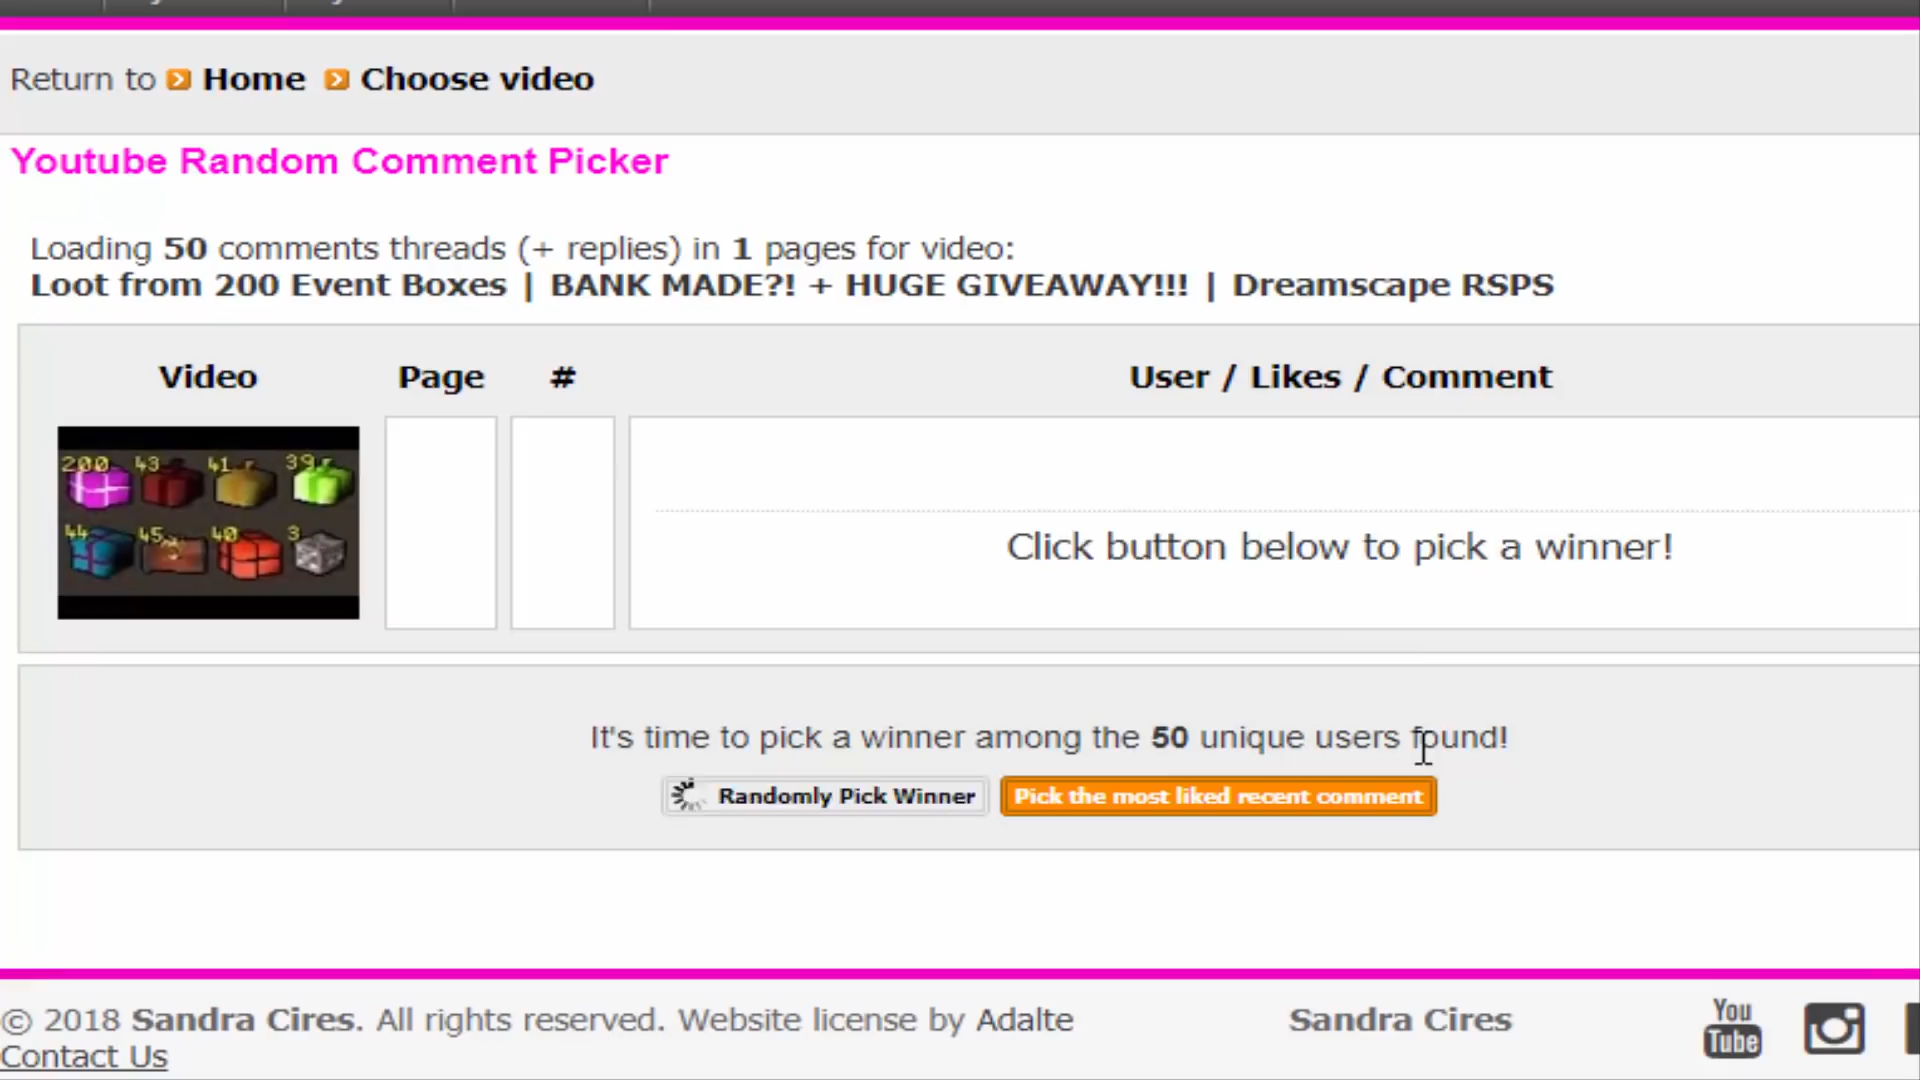 Return to Home Choose video
Youtube Random Comment Picker
Loading 50 comments threads (+ replies) in 1 pages for video:
Loot from 200 Event Boxes | BANK MADE?! + HUGE GIVEAWAY!!! | Dreamscape RSPS
Video Page # User / Likes / Comment
200 43 41 39
44 45 40 3
Click button below to pick a winner!
It's time to pick a winner among the 50 unique users found!
Randomly Pick Winner Pick the most liked recent comment
© 2018 Sandra Cires. All rights reserved. Website license by Adalte Sandra Cires You Tube
Contact Us